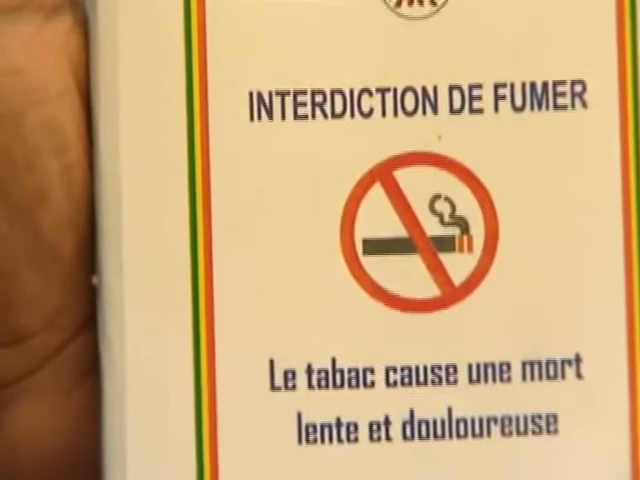 INTERDICTION DE FUMER
Le tabac cause une mort
lente et douloureuse